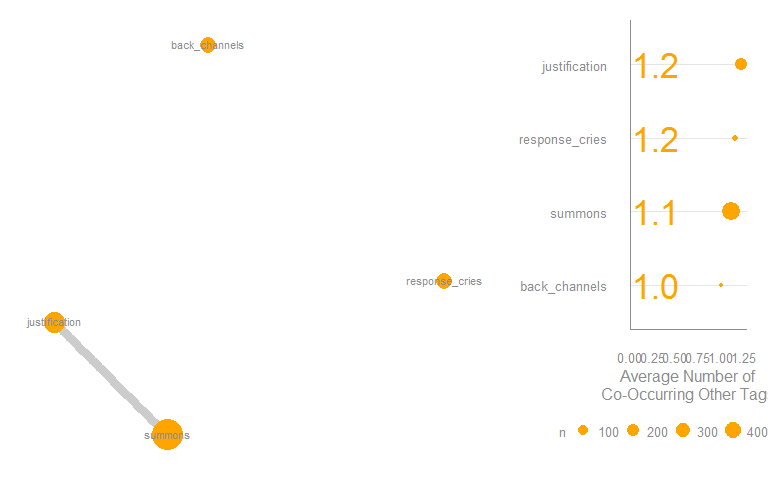 back_channels
response_cries
justification
summons
justification
1.2
response_cries
1.2
summons
1.1
back_channels
1.0
0.00 0.25 0.50 0.75 1.00 1.25
Average Number of
Co-Occurring Other Tag
n 100 200 300 400